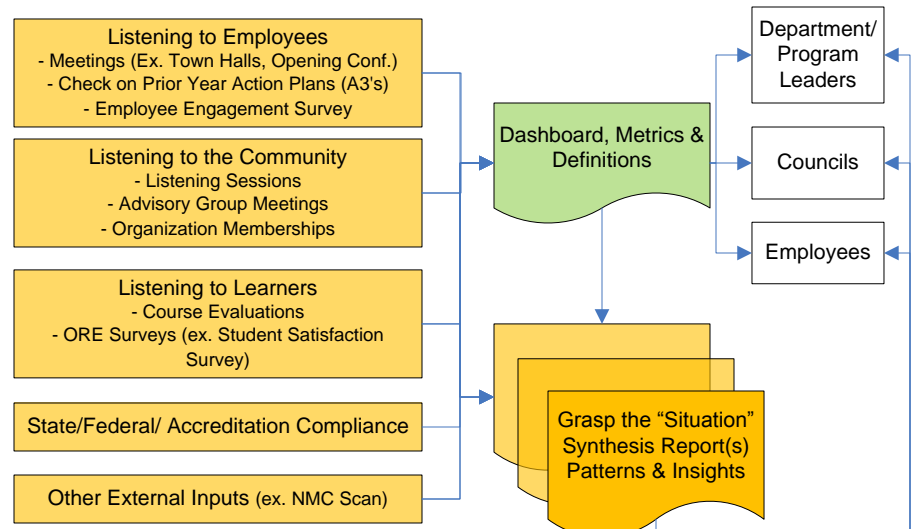 Listening to Employees
- Meetings (Ex. Town Halls, Opening Conf.)
- Check on Prior Year Action Plans (A3's)
- Employee Engagement Survey
Listening to the Community
- Listening Sessions
- Advisory Group Meetings
- Organization Memberships
Listening to Learners
- Course Evaluations
- ORE Surveys (ex. Student Satisfaction
Survey)
State/Federal/ Accreditation Compliance
Other External Inputs (ex. NMC Scan)
Dashboard, Metrics &
Definitions
Grasp the “Situation”
Synthesis Report(s)
Patterns & Insights
Department/
Program
Leaders
Councils
Employees